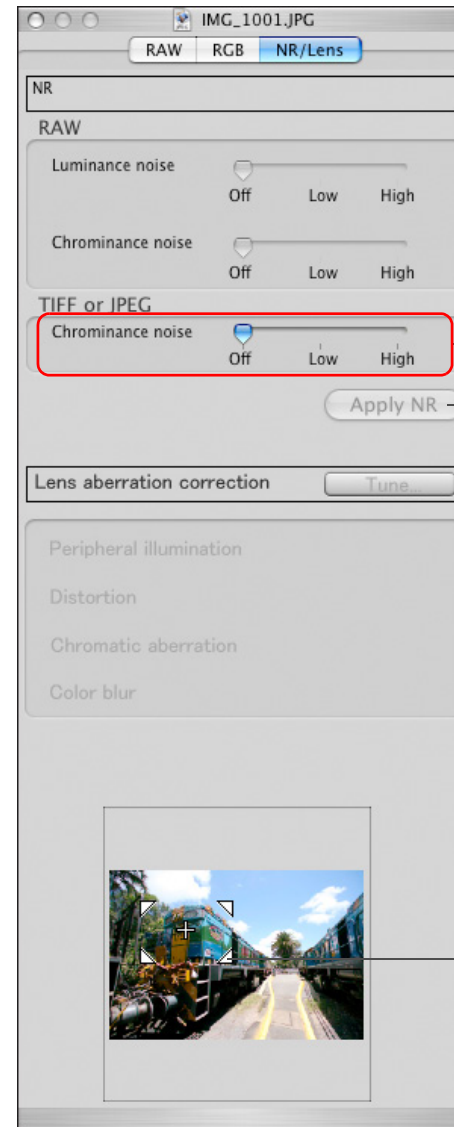 IMG_1001.JPG
RAW RGB NR/Lens
NR
RAW
Luminance noise
Off Low High
Chrominance noise
Off Low High
TIFF or JPEG
Chrominance noise
Off Low High
Apply NR
Lens aberration correction Tune...
Peripheral illumination
Distortion
Chromatic aberration
Color blur